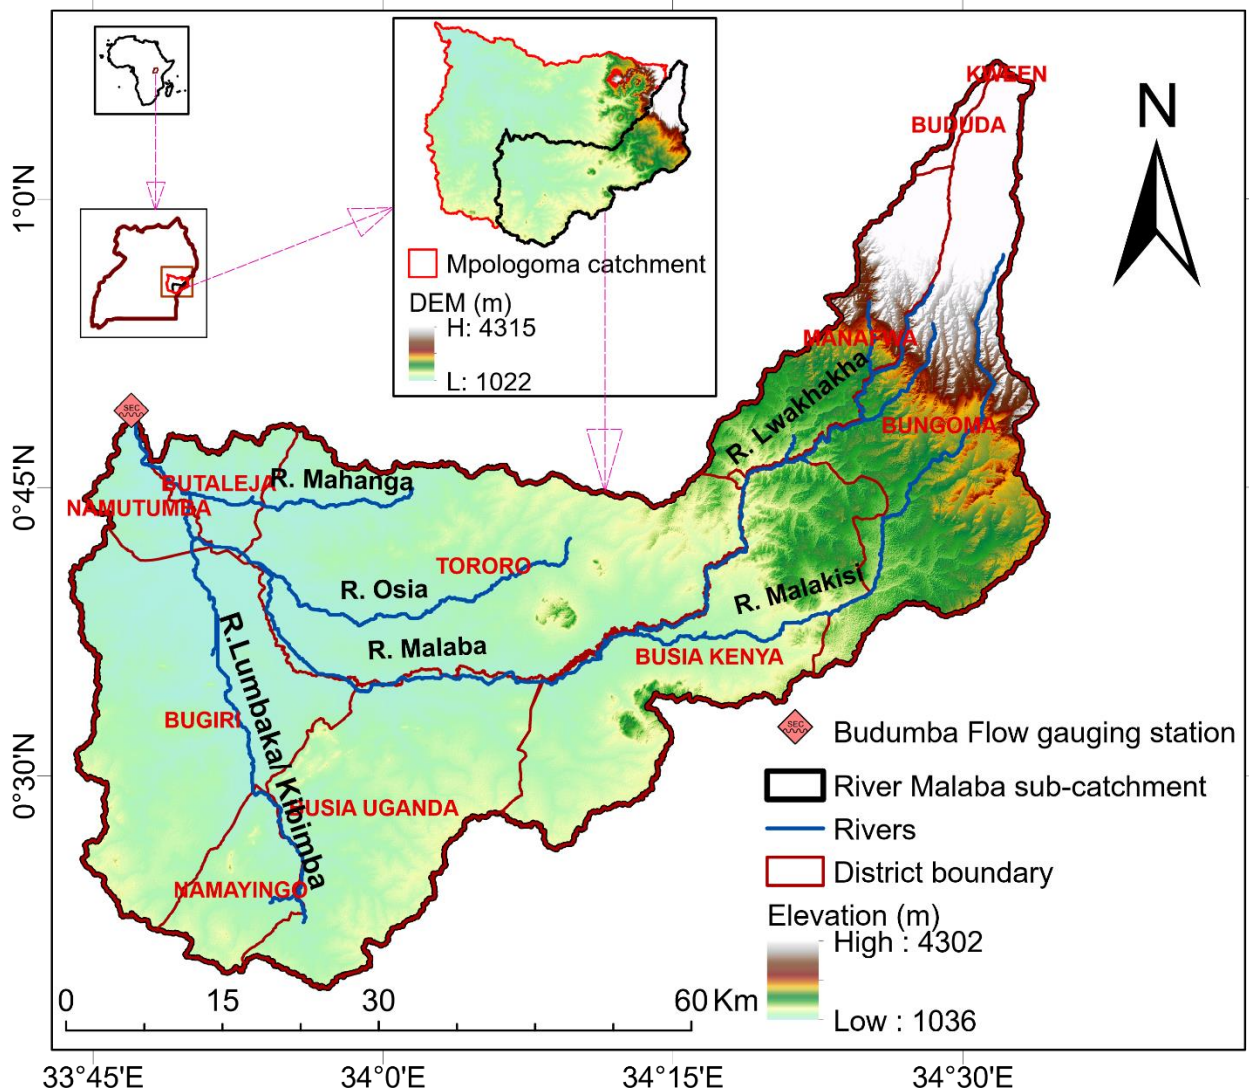 KWEEN
BUDUDA
N
Mpologoma catchment
DEM (m)
H: 4315
L: 1022
1°0'N
MANAFWA
R. Lwakhakha
BUNGOMA
SEC
BUTALEJA
R. Mahanga
NAMUTUMBA
0°45'N
TORORO
R. Osia
R. Malakisi
R. Malaba
BUSIA KENYA
R.Lumbaka/ Kibimba
BUGIRI
0°30'N
BUSIA UGANDA
NAMAYINGO
SEC
Budumba Flow gauging station
River Malaba sub-catchment
Rivers
District boundary
Elevation (m)
High : 4302
Low : 1036
0 15 30 60 Km
33°45'E 34°0'E 34°15'E 34°30'E